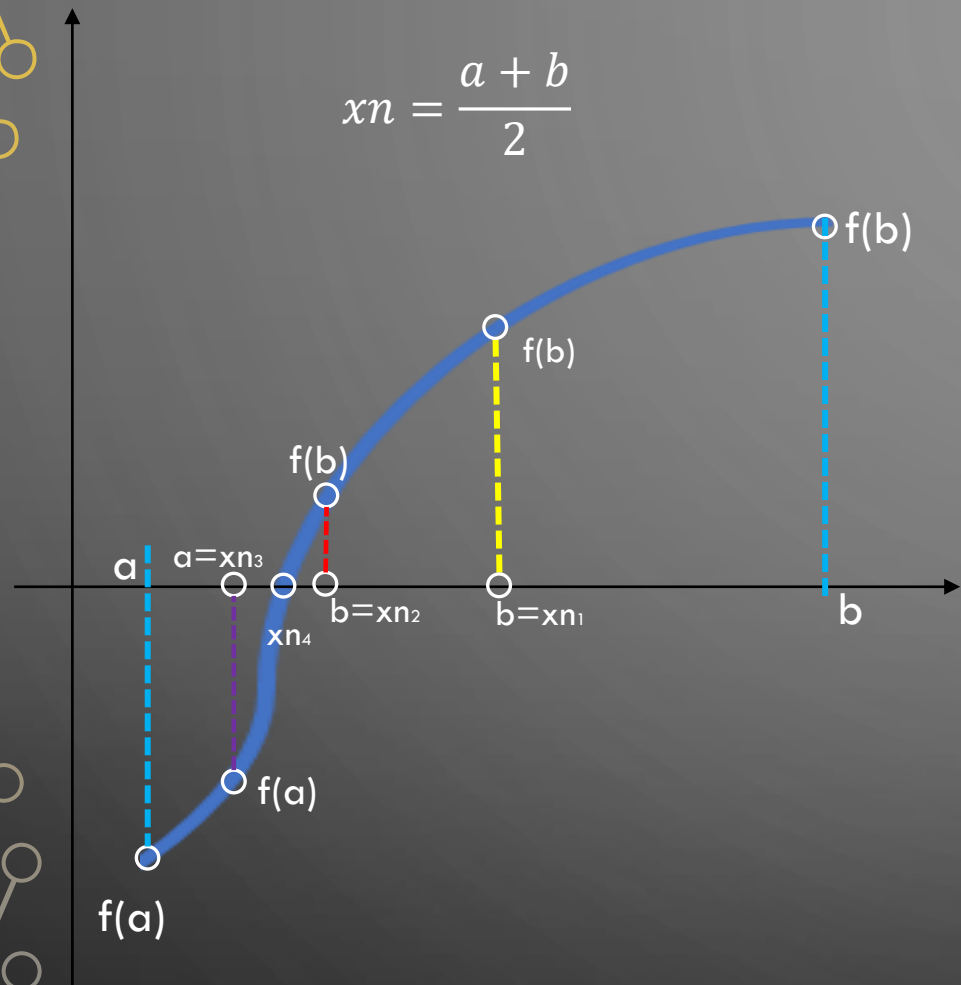 xn = a + b / 2
f(b)
f(b)
f(b)
a
a=xn₃
b=xn₂
b=xn₁
b
xn₄
f(a)
f(a)